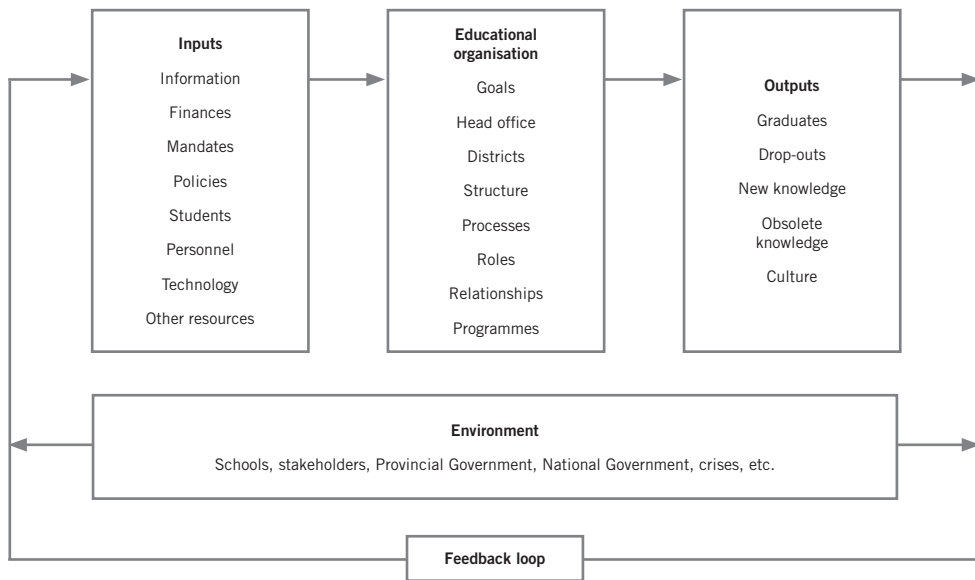 Inputs
Information
Finances
Mandates
Policies
Students
Personnel
Technology
Other resources
Educational
organisation
Goals
Head office
Districts
Structure
Processes
Roles
Relationships
Programmes
Outputs
Graduates
Drop-outs
New knowledge
Obsolete
knowledge
Culture
Environment
Schools, stakeholders, Provincial Government, National Government, crises, etc.
Feedback loop